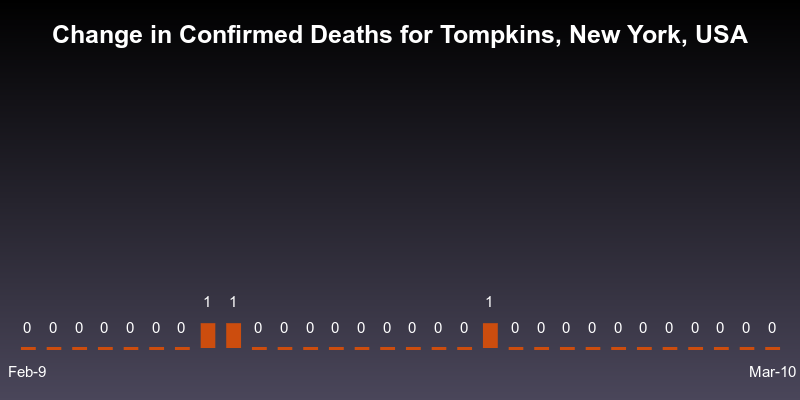 Change in Confirmed Deaths for Tompkins, New York, USA
1 1 1
0 0 0 0 0 0 0 0 0 0 0 0 0 0 0 0 0 0 0 0 0 0 0 0 0 0 0
Feb-9 Mar-10